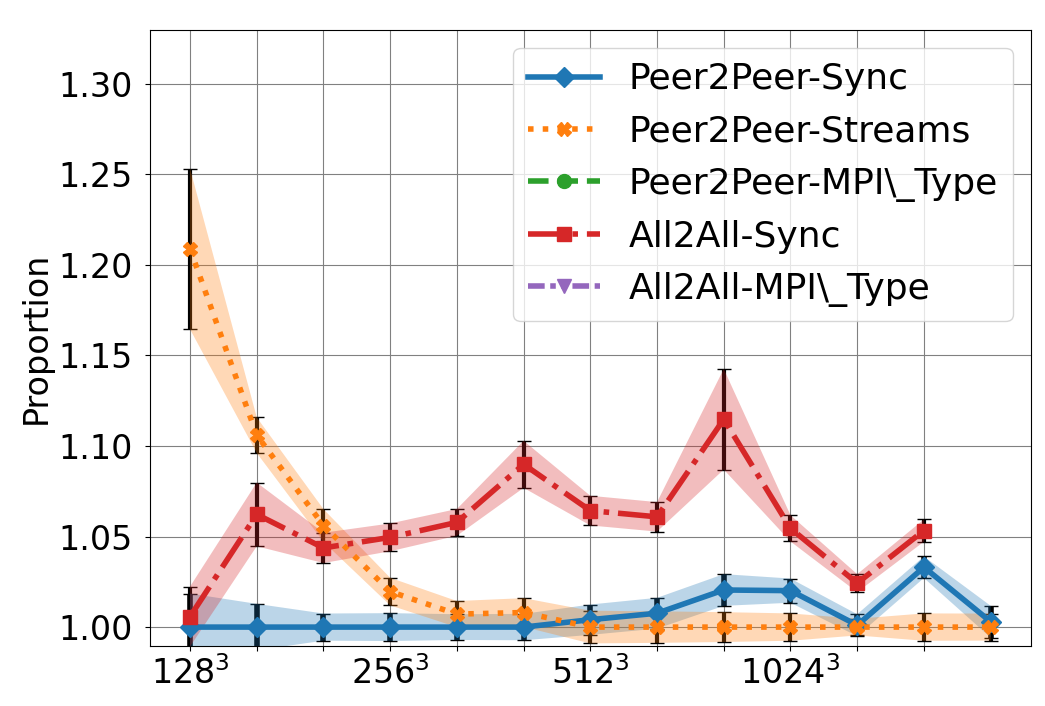 1.30
1.25
1.20
1.15
1.10
1.05
1.00
Proportion
Peer2Peer-Sync
Peer2Peer-Streams
Peer2Peer-MPI\_Type
All2All-Sync
All2All-MPI\_Type
128³ 256³ 512³ 1024³